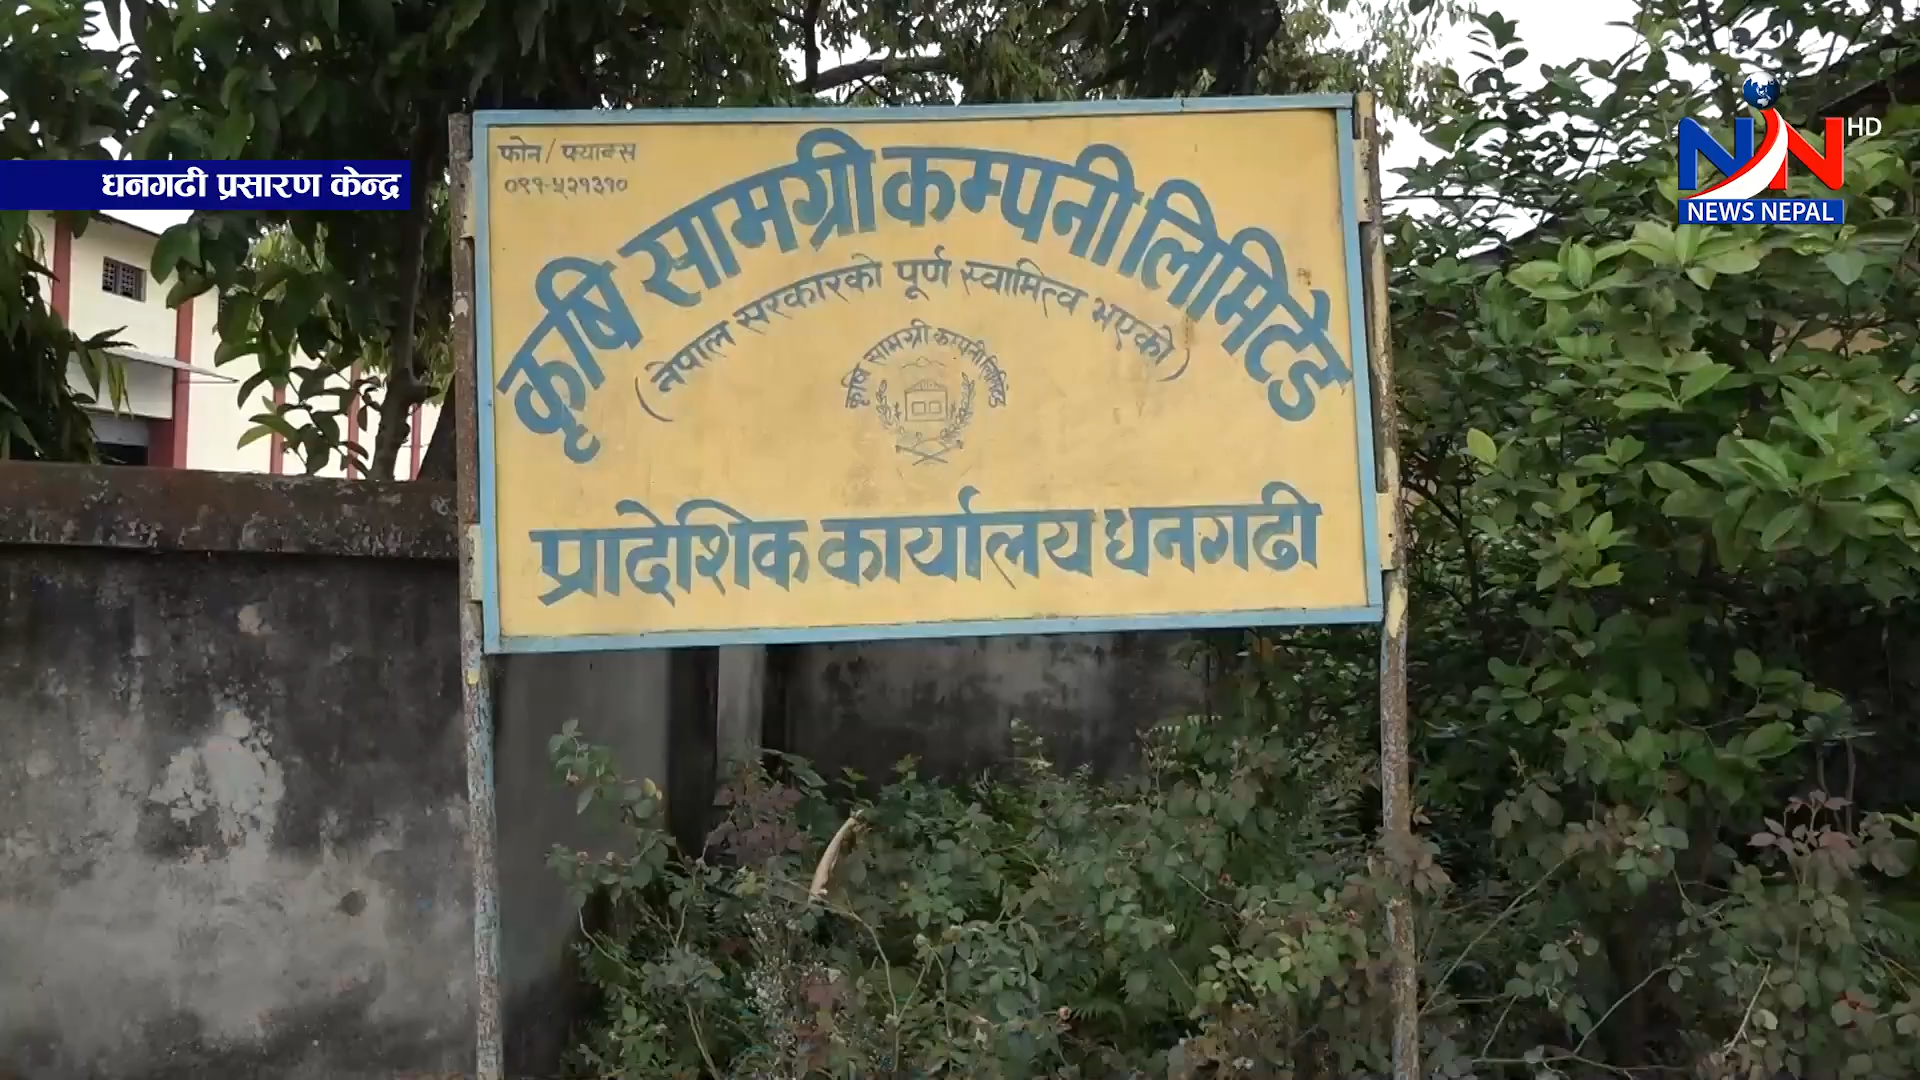 धनगढी प्रसारण केन्द्र
NN HD
NEWS NEPAL
फोन / फ्याक्स
०९१-५२१३१०
कृषि सामग्री कम्पनी लिमिटेड
(नेपाल सरकारको पूर्ण स्वामित्व भएको)
कृषि सामग्री कम्पनी लिमिटेड
प्रादेशिक कार्यालय धनगढी